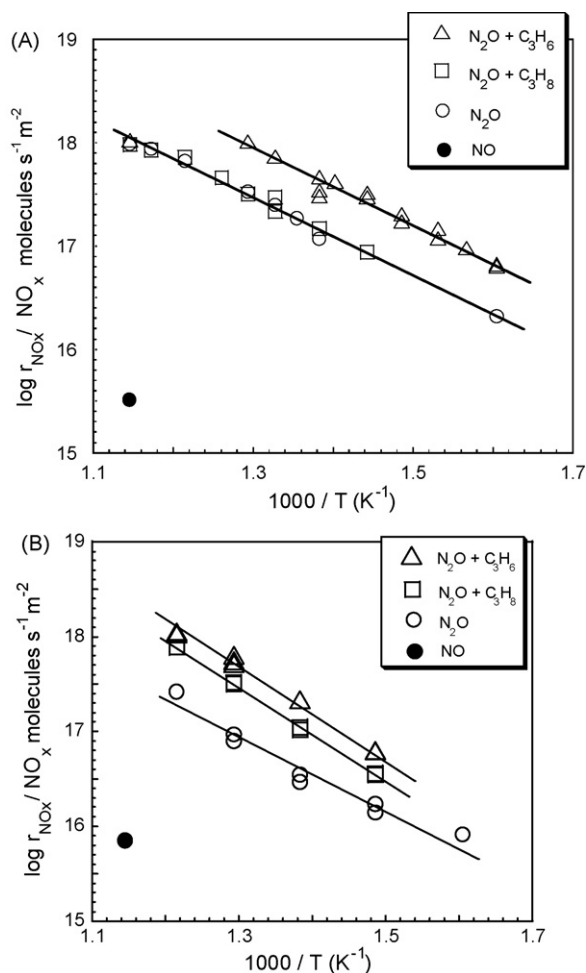 (A)
19
18
17
16
15
log r_NOx / NO_x molecules s⁻¹ m⁻²
N₂O + C₃H₆
N₂O + C₃H₈
N₂O
NO
1.1 1.3 1.5 1.7
1000 / T (K⁻¹)
(B)
19
18
17
16
15
log r_NOx / NO_x molecules s⁻¹ m⁻²
N₂O + C₃H₆
N₂O + C₃H₈
N₂O
NO
1.1 1.3 1.5 1.7
1000 / T (K⁻¹)